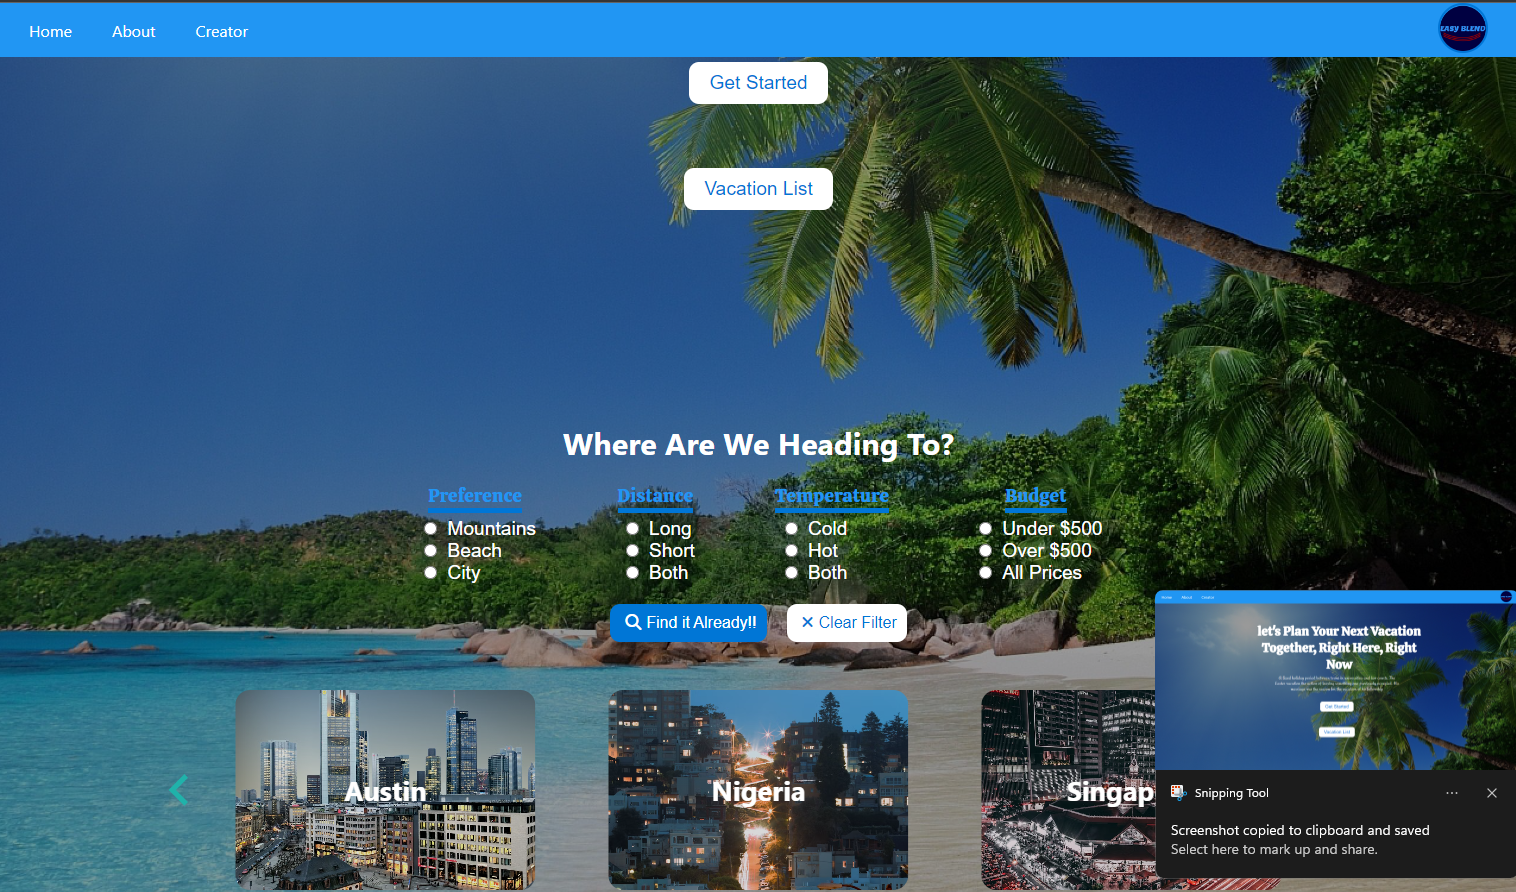 Home About Creator
EASY BLEND
Get Started
Vacation List
Where Are We Heading To?
Preference Distance Temperature Budget
Mountains Long Cold Under $500
Beach Short Hot Over $500
City Both Both All Prices
Find it Already!! ✕ Clear Filter
Austin Nigeria Singap
Home About Creator
let's Plan Your Next Vacation
Together, Right Here, Right
Now
Get Started
Vacation List
Snipping Tool
Screenshot copied to clipboard and saved
Select here to mark up and share.